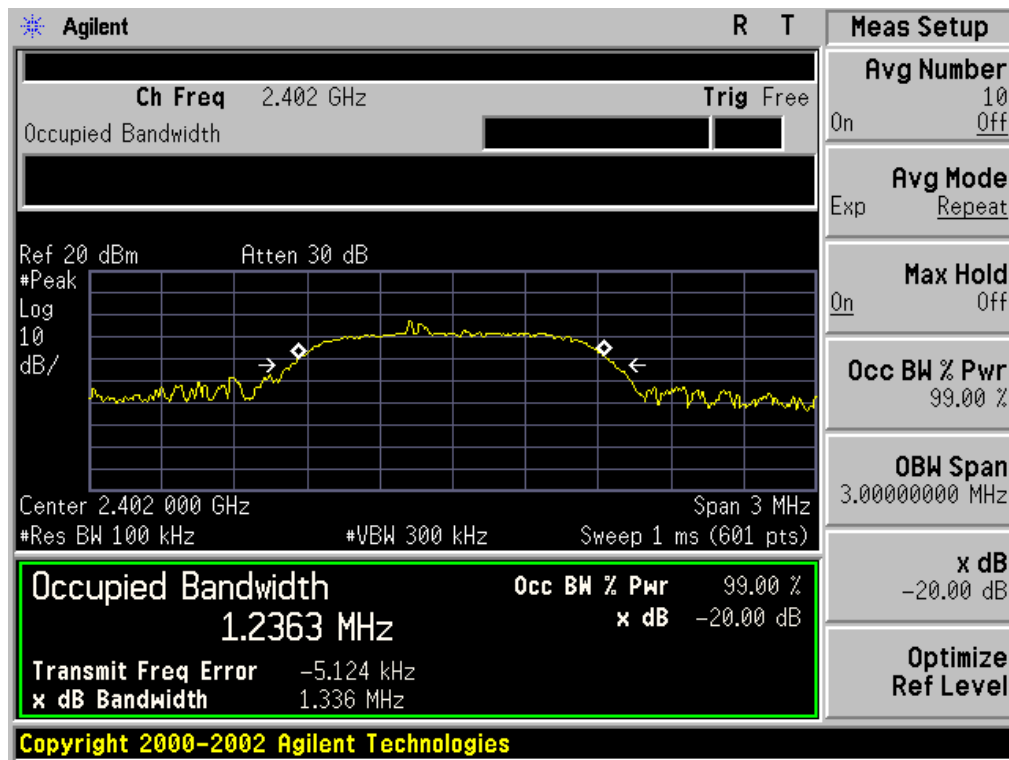 Agilent R T
Ch Freq 2.402 GHz Trig Free
Occupied Bandwidth
Ref 20 dBm Atten 30 dB
#Peak
Log
10
dB/
Center 2.402 000 GHz Span 3 MHz
#Res BW 100 kHz #VBW 300 kHz Sweep 1 ms (601 pts)
Occupied Bandwidth Occ BW % Pwr 99.00 %
1.2363 MHz x dB -20.00 dB
Transmit Freq Error -5.124 kHz
x dB Bandwidth 1.336 MHz
Copyright 2000-2002 Agilent Technologies
Meas Setup
Avg Number
10
On Off
Avg Mode
Exp Repeat
Max Hold
On Off
Occ BW % Pwr
99.00 %
OBW Span
3.00000000 MHz
x dB
-20.00 dB
Optimize
Ref Level